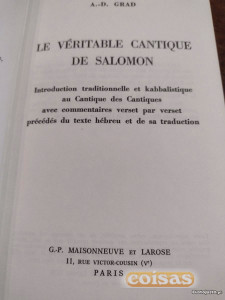 A.-D. GRAD
LE VÉRITABLE CANTIQUE
DE SALOMON
Introduction traditionnelle et kabbalistique
au Cantique des Cantiques
avec commentaires verset par verset
précédés du texte hébreu et de sa traduction
G.-P. MAISONNEUVE et LAROSE
11, RUE VICTOR-COUSIN (Vᵉ)
PARIS
coisas